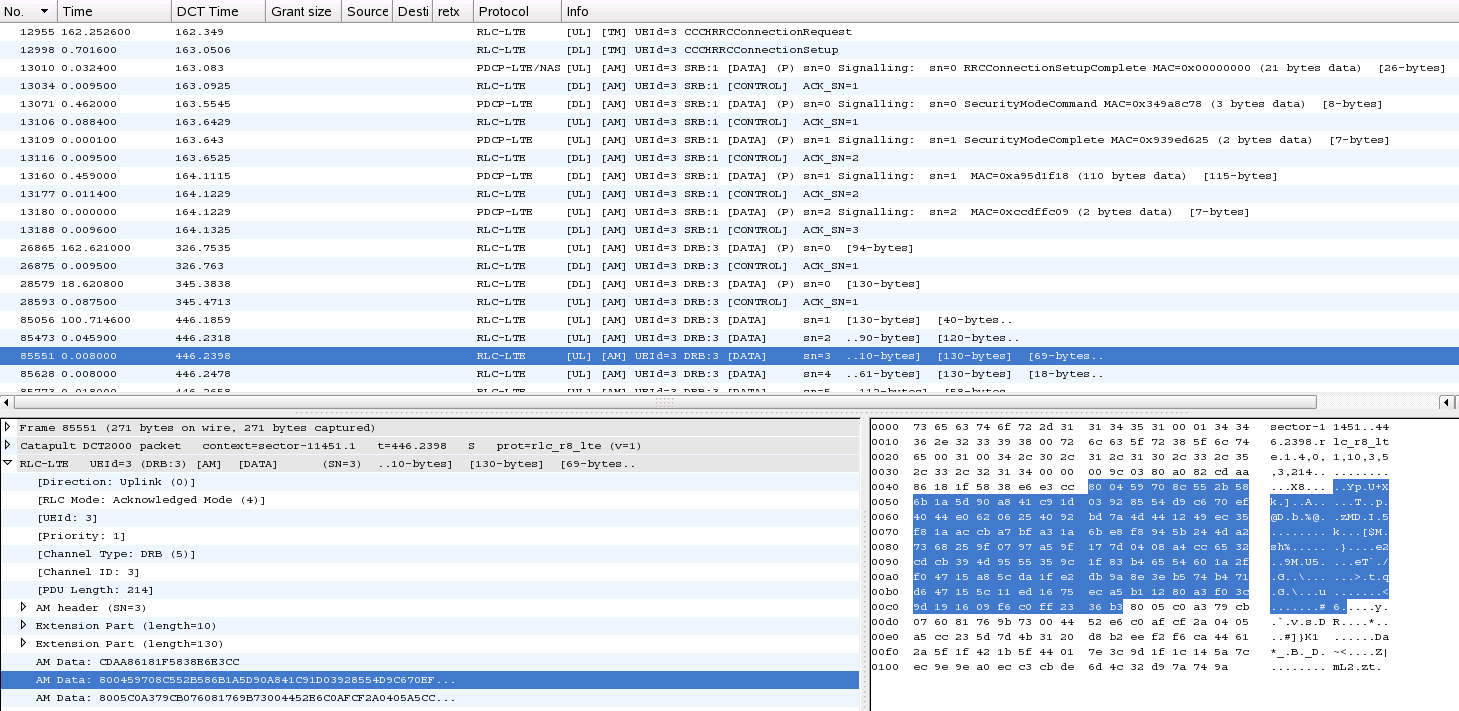 No. Time DCT Time Grant size Source Desti retx Protocol Info
12955 162.252600 162.349 RLC-LTE [UL] [TM] UEId=3 CCCHRRCConnectionRequest
12998 0.701600 163.0506 RLC-LTE [DL] [TM] UEId=3 CCCHRRCConnectionSetup
13010 0.032400 163.083 PDCP-LTE/NAS [UL] [AM] UEId=3 SRB:1 [DATA] (P) sn=0 Signalling: sn=0 RRCConnectionSetupComplete MAC=0x00000000 (21 bytes data) [26-bytes]
13034 0.009500 163.0925 RLC-LTE [DL] [AM] UEId=3 SRB:1 [CONTROL] ACK_SN=1
13071 0.462000 163.5545 PDCP-LTE [DL] [AM] UEId=3 SRB:1 [DATA] (P) sn=0 Signalling: sn=0 SecurityModeCommand MAC=0x349a8c78 (3 bytes data) [8-bytes]
13106 0.088400 163.6429 RLC-LTE [UL] [AM] UEId=3 SRB:1 [CONTROL] ACK_SN=1
13109 0.000100 163.643 PDCP-LTE [UL] [AM] UEId=3 SRB:1 [DATA] (P) sn=1 Signalling: sn=1 SecurityModeComplete MAC=0x939ed625 (2 bytes data) [7-bytes]
13116 0.009500 163.6525 RLC-LTE [DL] [AM] UEId=3 SRB:1 [CONTROL] ACK_SN=2
13160 0.459000 164.1115 PDCP-LTE [DL] [AM] UEId=3 SRB:1 [DATA] (P) sn=1 Signalling: sn=1 MAC=0xa95d1f18 (110 bytes data) [115-bytes]
13177 0.011400 164.1229 RLC-LTE [UL] [AM] UEId=3 SRB:1 [CONTROL] ACK_SN=2
13180 0.000000 164.1229 PDCP-LTE [UL] [AM] UEId=3 SRB:1 [DATA] (P) sn=2 Signalling: sn=2 MAC=0xccdffc09 (2 bytes data) [7-bytes]
13188 0.009600 164.1325 RLC-LTE [DL] [AM] UEId=3 SRB:1 [CONTROL] ACK_SN=3
26865 162.621000 326.7535 RLC-LTE [UL] [AM] UEId=3 DRB:3 [DATA] (P) sn=0 [94-bytes]
26875 0.009500 326.763 RLC-LTE [DL] [AM] UEId=3 DRB:3 [CONTROL] ACK_SN=1
28579 18.620800 345.3838 RLC-LTE [DL] [AM] UEId=3 DRB:3 [DATA] (P) sn=0 [130-bytes]
28593 0.087500 345.4713 RLC-LTE [UL] [AM] UEId=3 DRB:3 [CONTROL] ACK_SN=1
85056 100.714600 446.1859 RLC-LTE [UL] [AM] UEId=3 DRB:3 [DATA] sn=1 [130-bytes] [40-bytes..
85473 0.045900 446.2318 RLC-LTE [UL] [AM] UEId=3 DRB:3 [DATA] sn=2 ..90-bytes] [120-bytes..
85551 0.008000 446.2398 RLC-LTE [UL] [AM] UEId=3 DRB:3 [DATA] sn=3 ..10-bytes] [130-bytes] [69-bytes..
85628 0.008000 446.2478 RLC-LTE [UL] [AM] UEId=3 DRB:3 [DATA] sn=4 ..61-bytes] [130-bytes] [18-bytes..
85773 0.018000 446.2658 RLC-LTE [UL] [AM] UEId=3 DRB:3 [DATA] sn=5 ..112-bytes] [58-bytes..
Frame 85551 (271 bytes on wire, 271 bytes captured)
Catapult DCT2000 packet context=sector-11451.1 t=446.2398 S prot=rlc_r8_lte (v=1)
RLC-LTE UEId=3 (DRB:3) [AM] [DATA] (SN=3) ..10-bytes] [130-bytes] [69-bytes..
[Direction: Uplink (0)]
[RLC Mode: Acknowledged Mode (4)]
[UEId: 3]
[Priority: 1]
[Channel Type: DRB (5)]
[Channel ID: 3]
[PDU Length: 214]
AM header (SN=3)
Extension Part (length=10)
Extension Part (length=130)
AM Data: CDAA86181F5838E6E3CC
AM Data: 800459708C552B586B1A5D90A841C91D03928554D9C670EF...
AM Data: 8005C0A379CB076081769B73004452E6C0AFCF2A0405A5CC...
0000 73 65 63 74 6f 72 2d 31 31 34 35 31 00 01 34 34 sector-1 1451..44
0010 36 2e 32 33 39 38 00 72 6c 63 5f 72 38 5f 6c 74 6.2398.r lc_r8_lt
0020 65 00 31 00 34 2c 30 2c 31 2c 31 30 2c 33 2c 35 e.1.4,0, 1,10,3,5
0030 2c 33 2c 32 31 34 00 00 00 9c 03 80 a0 82 cd aa ,3,214.. ........
0040 86 18 1f 58 38 e6 e3 cc 80 04 59 70 8c 55 2b 58 ...X8... ..Yp.U+X
0050 6b 1a 5d 90 a8 41 c9 1d 03 92 85 54 d9 c6 70 ef k.]..A.. ...T..p.
0060 40 44 e0 62 06 25 40 92 bd 7a 4d 44 12 49 ec 35 @D.b.%@. .zMD.I.5
0070 f8 1a ac cb a7 bf a3 1a 6b e8 f8 94 5b 24 4d a2 ........ k...[$M.
0080 73 68 25 9f 07 97 a5 9f 17 7d 04 08 a4 cc 65 32 sh%..... .}....e2
0090 cd cb 39 4d 95 55 35 9c 1f 83 b4 65 54 60 1a 2f ..9M.U5. ...eT`./
00a0 f0 47 15 a8 5c da 1f e2 db 9a 8e 3e b5 74 b4 71 .G..\... ...>.t.q
00b0 d6 47 15 5c 11 ed 16 75 ec a5 b1 12 80 a3 f0 3c .G.\...u .......<
00c0 9d 19 16 09 f6 c0 ff 23 36 b3 80 05 c0 a3 79 cb .......# 6.....y.
00d0 07 60 81 76 9b 73 00 44 52 e6 c0 af cf 2a 04 05 .`.v.s.D R....*..
00e0 a5 cc 23 5d 7d 4b 31 20 d8 b2 ee f2 f6 ca 44 61 ..#]}K1  ......Da
00f0 2a 5f 1f 42 1b 5f 44 01 7e 3c 9d 1f 1c 14 5a 7c *_.B._D. ~<....Z|
0100 ec 9e 9e a0 ec c3 cb de 6d 4c 32 d9 7a 74 9a ........ mL2.zt.